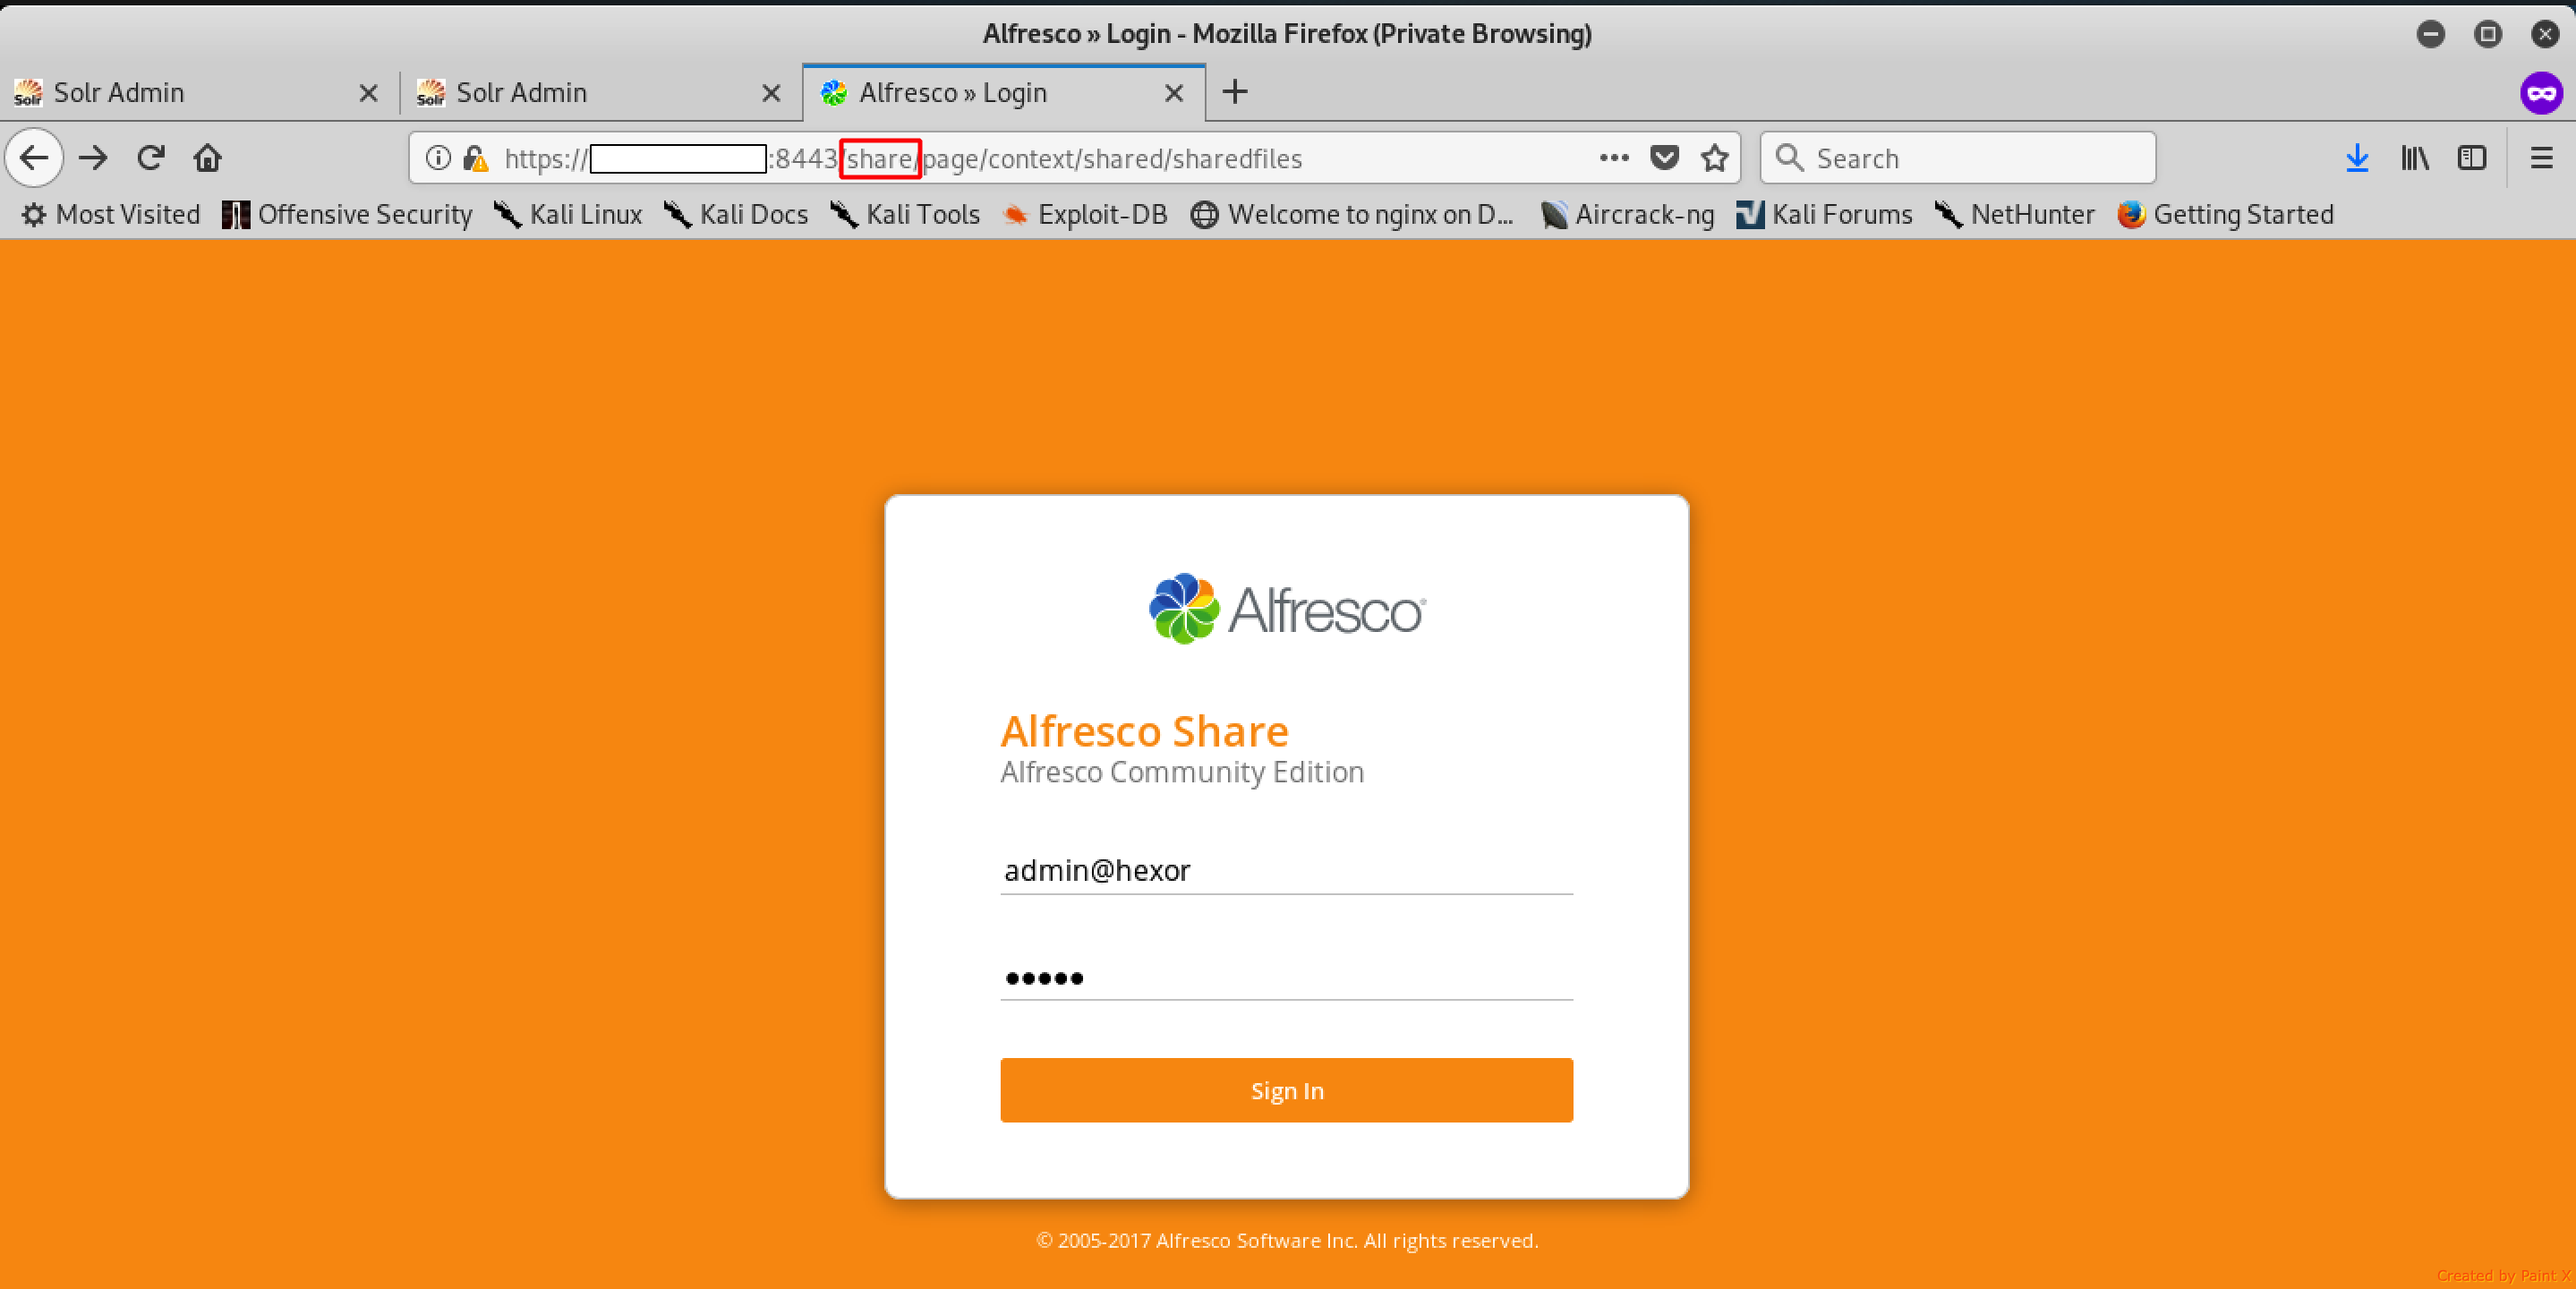 Alfresco » Login - Mozilla Firefox (Private Browsing)
Solr Admin
Solr Admin
Alfresco » Login
https:// :8443/share/page/context/shared/sharedfiles
Search
Most Visited
Offensive Security
Kali Linux
Kali Docs
Kali Tools
Exploit-DB
Welcome to nginx on D...
Aircrack-ng
Kali Forums
NetHunter
Getting Started
Alfresco®
Alfresco Share
Alfresco Community Edition
admin@hexor
•••••
Sign In
© 2005-2017 Alfresco Software Inc. All rights reserved.
Created by Paint X